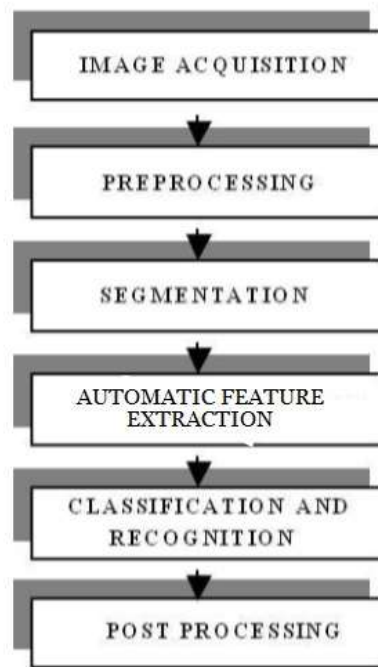 IMAGE ACQUISITION
PREPROCESSING
SEGMENTATION
AUTOMATIC FEATURE
EXTRACTION
CLASSIFICATION AND
RECOGNITION
POST PROCESSING